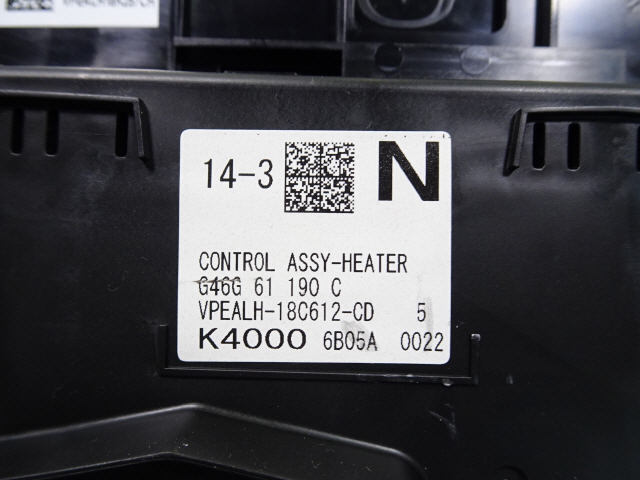 14-3 N
CONTROL ASSY-HEATER
G46G 61 190 C
VPEALH-18C612-CD 5
K4000 6B05A 0022